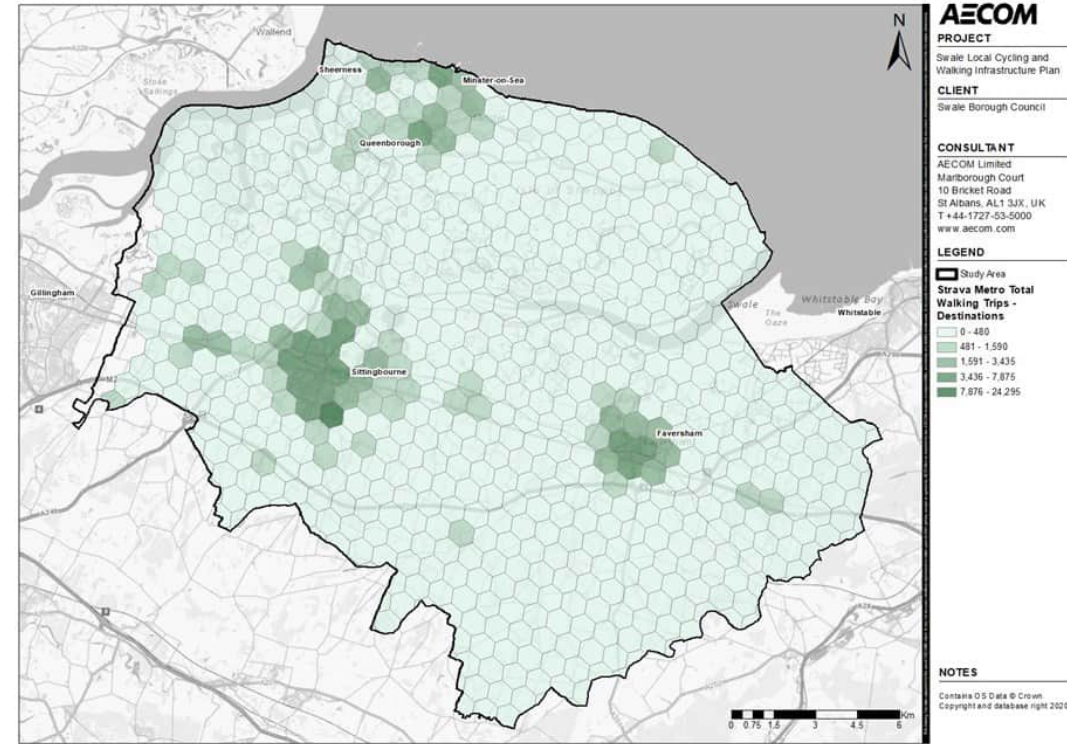 Wallend
Stoke
Saltings
Sheerness
Minster-on-Sea
Queenborough
Gillingham
Sittingbourne
Faversham
Swale
The
Oaze
Whitstable Bay
Whitstable
M2
N
0 0.75 1.5 3 4.5 6
Km
AECOM
PROJECT
Swale Local Cycling and
Walking Infrastructure Plan
CLIENT
Swale Borough Council
CONSULTANT
AECOM Limited
Marlborough Court
10 Bricket Road
St Albans, AL1 3JX, UK
T +44-1727-53-5000
www.aecom.com
LEGEND
Study Area
Strava Metro Total
Walking Trips -
Destinations
0 - 480
481 - 1,590
1,591 - 3,435
3,436 - 7,875
7,876 - 24,295
NOTES
Contains OS Data © Crown
Copyright and database right 2020